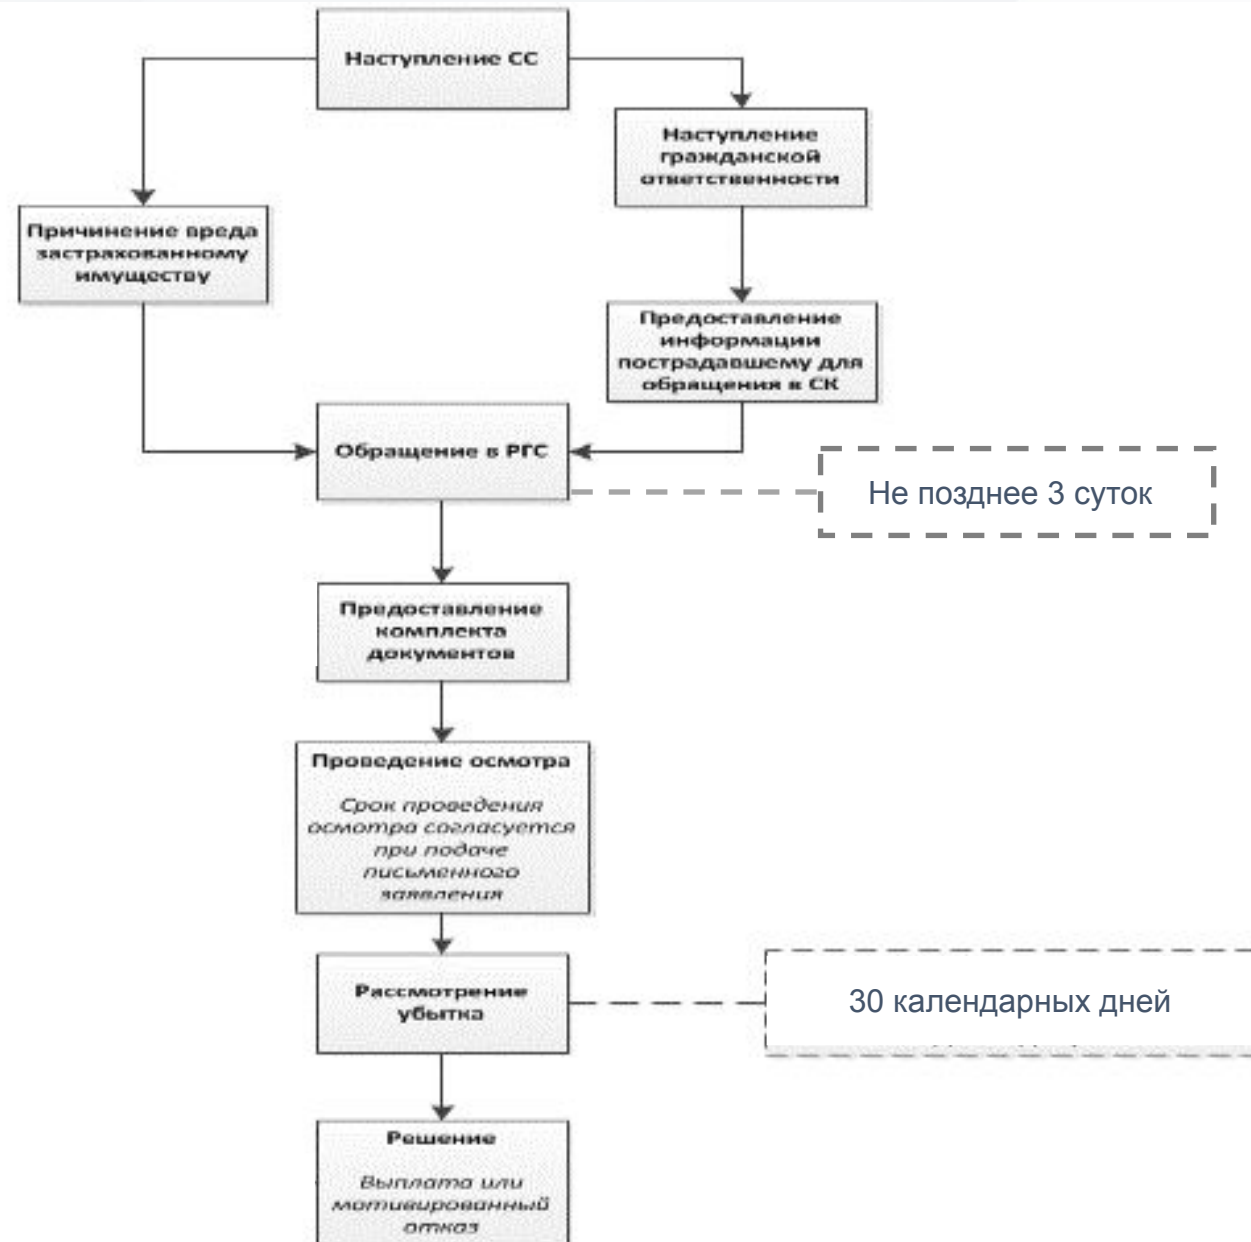 Наступление СС
Наступление
гражданской
ответственности
Причинение вреда
застрахованному
имуществу
Предоставление
информации
пострадавшему для
обращения в СК
Обращение в РГС
Не позднее 3 суток
Предоставление
комплекта
документов
Проведение осмотра
Срок проведения
осмотра согласуется
при подаче
письменного
заявления
Рассмотрение
убытка
30 календарных дней
Решение
Выплата или
мотивированный
отказ